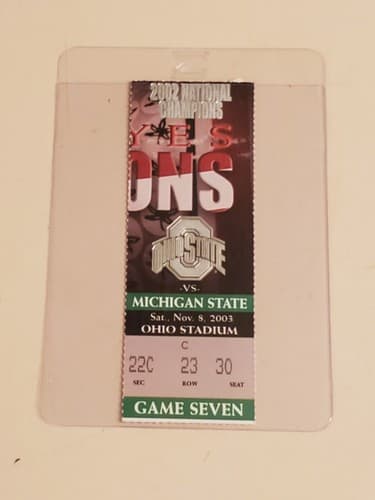 2002 NATIONAL
CHAMPIONS
YES
ONS
OHIO STATE
-VS-
MICHIGAN STATE
Sat., Nov. 8, 2003
OHIO STADIUM
C
22C 23 30
SEC ROW SEAT
GAME SEVEN